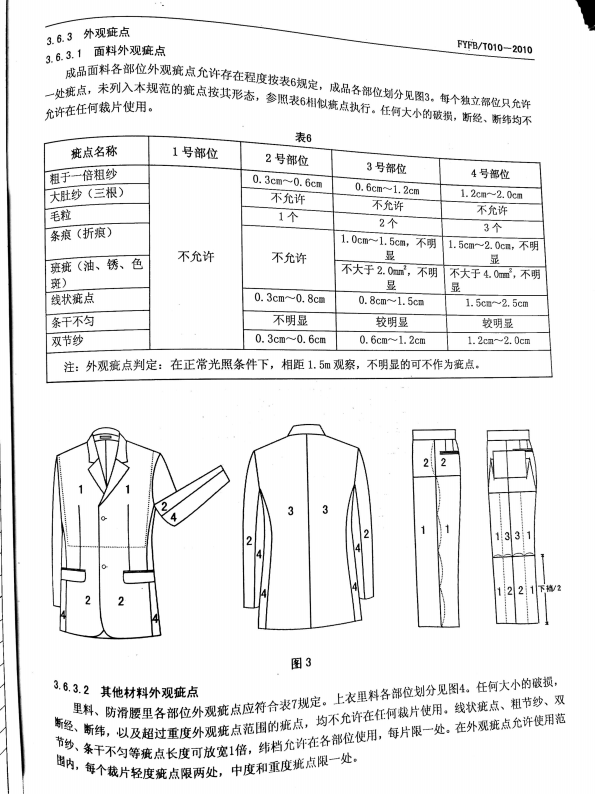 3.6.3 外观疵点
FYFB/T010—2010
3.6.3.1 面料外观疵点
成品面料各部位外观疵点允许存在程度按表6规定，成品各部位划分见图3。每个独立部位只允许
一处疵点，未列入本规范的疵点按其形态，参照表6相似疵点执行。任何大小的破损，断经、断纬均不
允许在任何裁片使用。
表6
疵点名称 1号部位 2号部位 3号部位 4号部位
粗于一倍粗纱 不允许 0.3cm～0.6cm 0.6cm～1.2cm 1.2cm～2.0cm
大肚纱（三根） 不允许 不允许 不允许
毛粒 1个 2个 3个
条痕（折痕） 不允许 1.0cm～1.5cm，不明显 1.5cm～2.0cm，不明显
班疵（油、锈、色斑） 不大于2.0mm²，不明显 不大于4.0mm²，不明显
线状疵点 0.3cm～0.8cm 0.8cm～1.5cm 1.5cm～2.5cm
条干不匀 不明显 较明显 较明显
双节纱 0.3cm～0.6cm 0.6cm～1.2cm 1.2cm～2.0cm
注：外观疵点判定：在正常光照条件下，相距1.5m观察，不明显的可不作为疵点。
1 1 2 4 2 2 4 4
3 3 2 4 4 2 4 4
2 2 1 1
1 3 3 1
1 2 2 1 下裆/2
图3
3.6.3.2 其他材料外观疵点
里料、防滑腰里各部位外观疵点应符合表7规定。上衣里料各部位划分见图4。任何大小的破损，
断经、断纬，以及超过重度外观疵点范围的疵点，均不允许在任何裁片使用。线状疵点、粗节纱、双
节纱、条干不匀等疵点长度可放宽1倍，纬档允许在各部位使用，每片限一处。在外观疵点允许使用范
围内，每个裁片轻度疵点限两处，中度和重度疵点限一处。